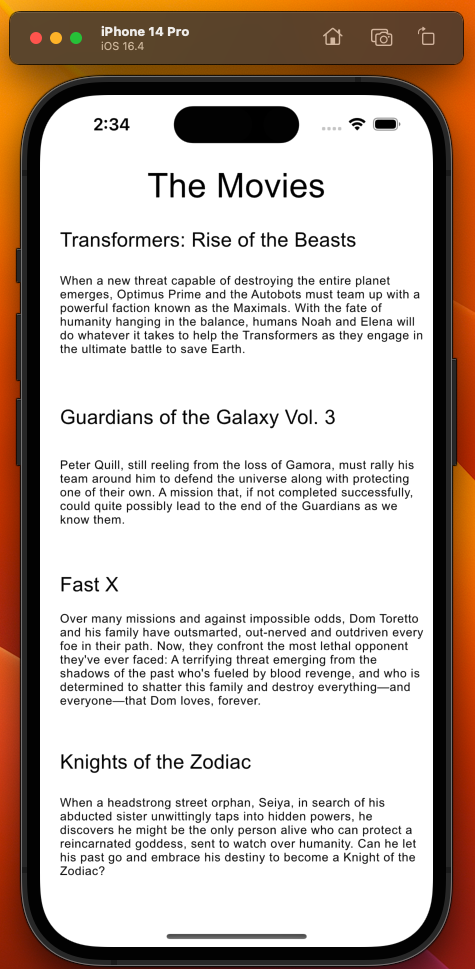 iPhone 14 Pro
iOS 16.4
2:34
The Movies
Transformers: Rise of the Beasts
When a new threat capable of destroying the entire planet
emerges, Optimus Prime and the Autobots must team up with a
powerful faction known as the Maximals. With the fate of
humanity hanging in the balance, humans Noah and Elena will
do whatever it takes to help the Transformers as they engage in
the ultimate battle to save Earth.
Guardians of the Galaxy Vol. 3
Peter Quill, still reeling from the loss of Gamora, must rally his
team around him to defend the universe along with protecting
one of their own. A mission that, if not completed successfully,
could quite possibly lead to the end of the Guardians as we
know them.
Fast X
Over many missions and against impossible odds, Dom Toretto
and his family have outsmarted, out-nerved and outdriven every
foe in their path. Now, they confront the most lethal opponent
they've ever faced: A terrifying threat emerging from the
shadows of the past who's fueled by blood revenge, and who is
determined to shatter this family and destroy everything—and
everyone—that Dom loves, forever.
Knights of the Zodiac
When a headstrong street orphan, Seiya, in search of his
abducted sister unwittingly taps into hidden powers, he
discovers he might be the only person alive who can protect a
reincarnated goddess, sent to watch over humanity. Can he let
his past go and embrace his destiny to become a Knight of the
Zodiac?